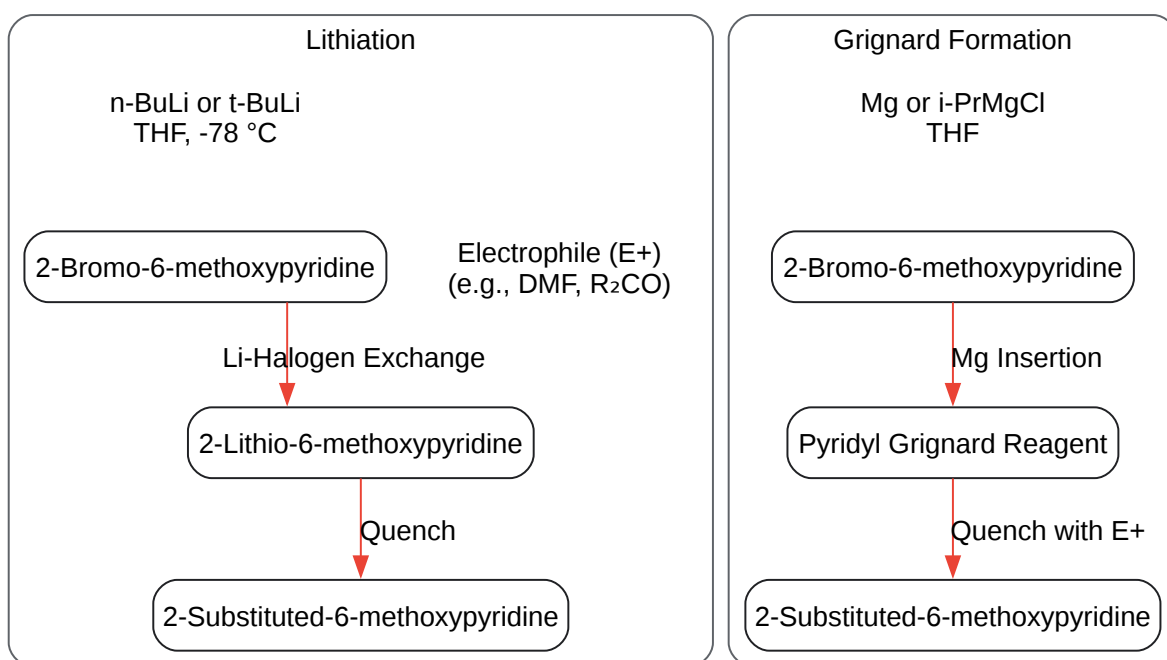 Lithiation
n-BuLi or t-BuLi
THF, -78 °C
2-Bromo-6-methoxypyridine
Electrophile (E+)
(e.g., DMF, R₂CO)
Li-Halogen Exchange
2-Lithio-6-methoxypyridine
Quench
2-Substituted-6-methoxypyridine
Grignard Formation
Mg or i-PrMgCl
THF
2-Bromo-6-methoxypyridine
Mg Insertion
Pyridyl Grignard Reagent
Quench with E+
2-Substituted-6-methoxypyridine